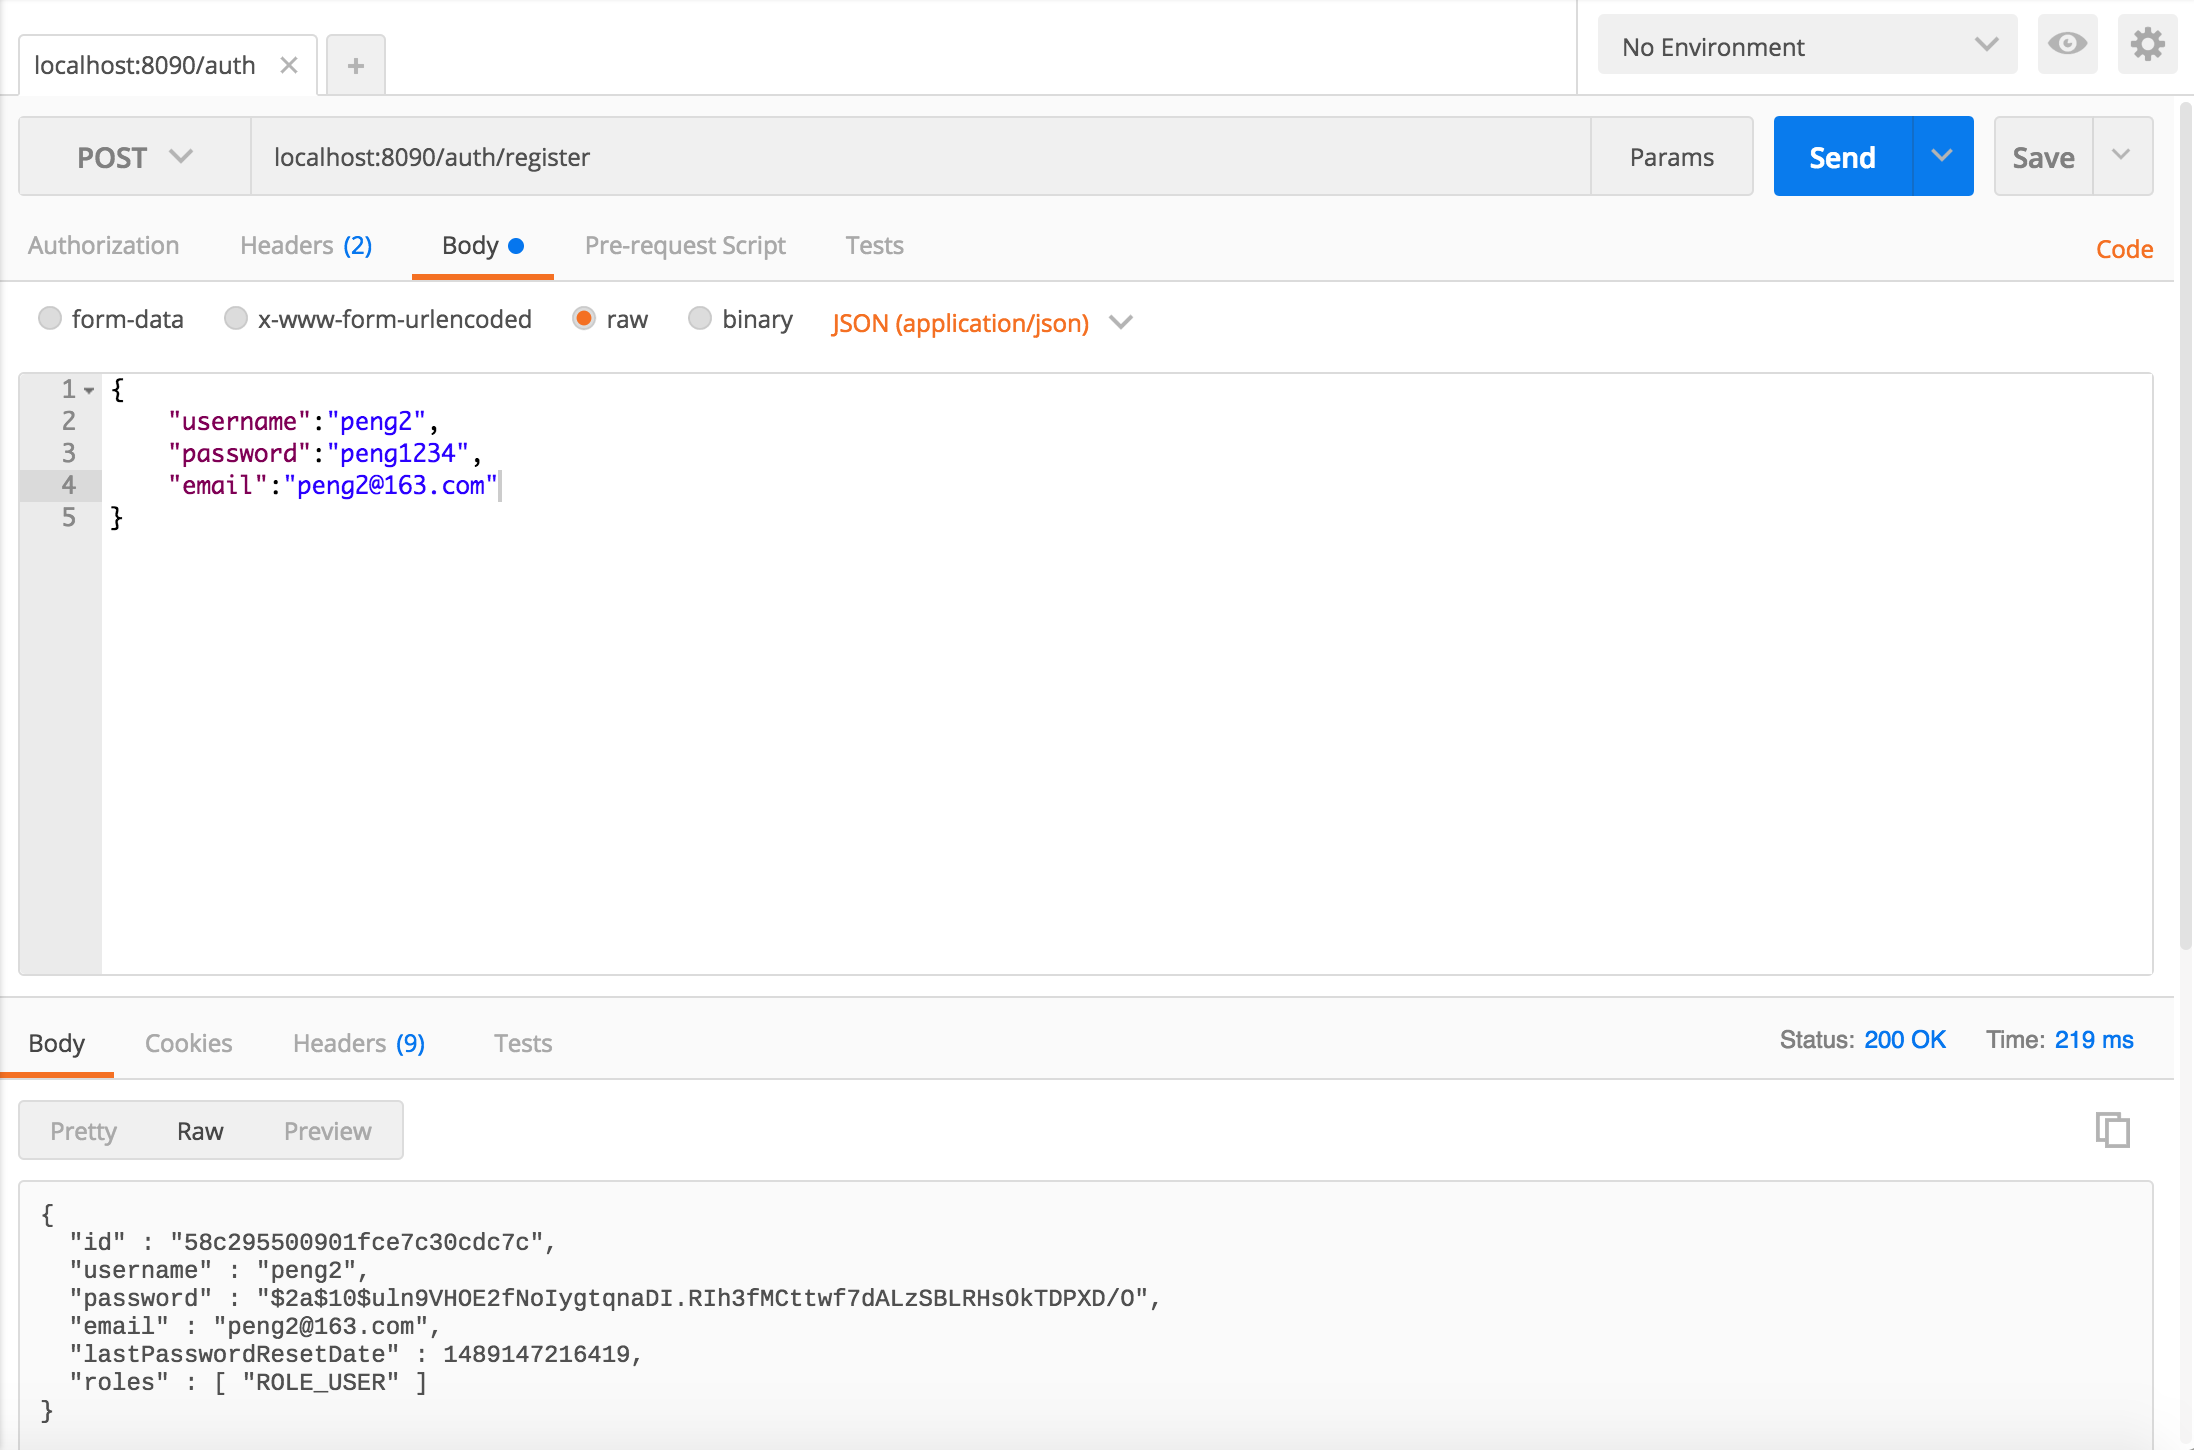 localhost:8090/auth
No Environment
POST
localhost:8090/auth/register
Params
Send
Save
Authorization
Headers (2)
Body
Pre-request Script
Tests
Code
form-data
x-www-form-urlencoded
raw
binary
JSON (application/json)
1 {
2 "username":"peng2",
3 "password":"peng1234",
4 "email":"peng2@163.com"
5 }
Body
Cookies
Headers (9)
Tests
Status: 200 OK
Time: 219 ms
Pretty
Raw
Preview
{
"id" : "58c295500901fce7c30cdc7c",
"username" : "peng2",
"password" : "$2a$10$uln9VHOE2fNoIygtqnaDI.RIh3fMCttwf7dALzSBLRHsOkTDPXD/O",
"email" : "peng2@163.com",
"lastPasswordResetDate" : 1489147216419,
"roles" : [ "ROLE_USER" ]
}